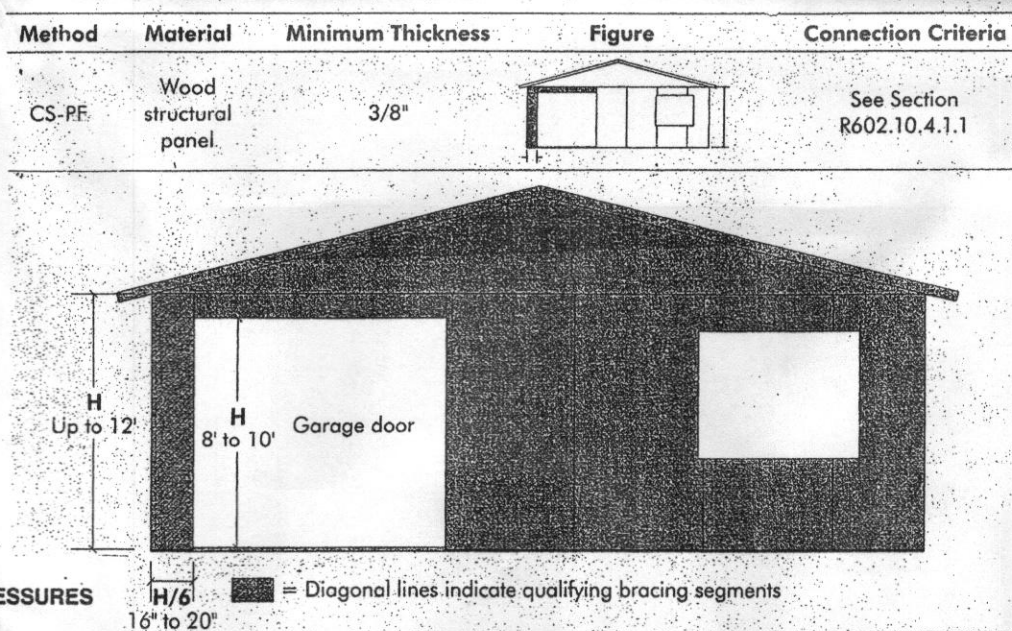 Method Material Minimum Thickness Figure Connection Criteria
CS-PF
Wood
structural
panel
3/8"
See Section
R602.10.4.1.1
H
Up to 12'
H
8' to 10'
Garage door
ESSURES
H/6
16" to 20"
= Diagonal lines indicate qualifying bracing segments